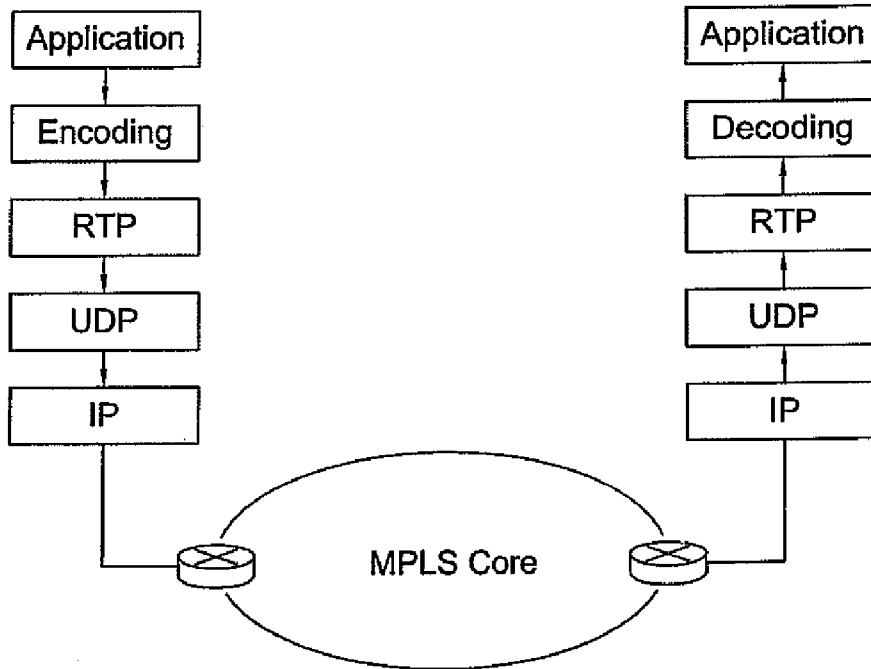 Application
Encoding
RTP
UDP
IP
Application
Decoding
RTP
UDP
IP
MPLS Core